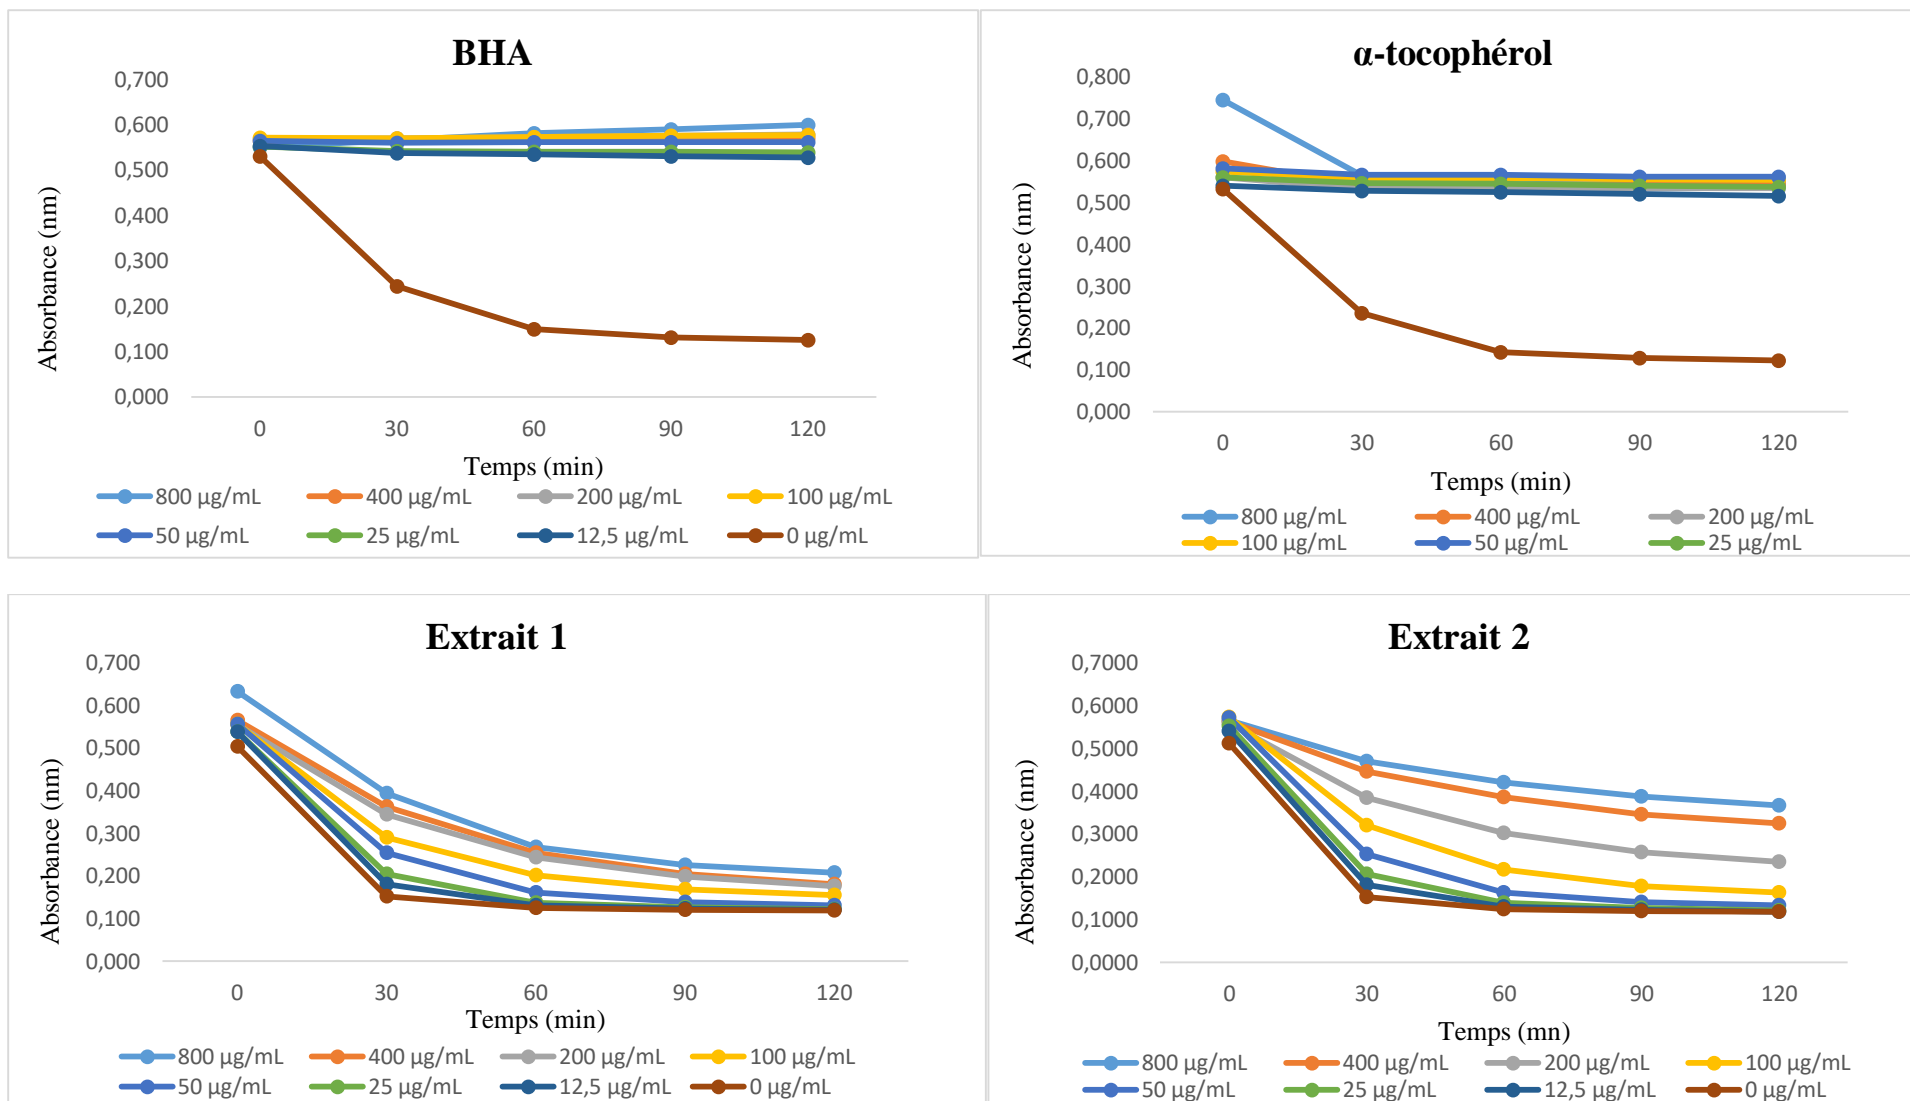 BHA
0,700
0,600
0,500
0,400
0,300
0,200
0,100
0,000
Absorbance (nm)
0 30 60 90 120
Temps (min)
800 µg/mL 400 µg/mL 200 µg/mL 100 µg/mL
50 µg/mL 25 µg/mL 12,5 µg/mL 0 µg/mL
α-tocophérol
0,800
0,700
0,600
0,500
0,400
0,300
0,200
0,100
0,000
Absorbance (nm)
0 30 60 90 120
Temps (min)
800 µg/mL 400 µg/mL 200 µg/mL
100 µg/mL 50 µg/mL 25 µg/mL
Extrait 1
0,700
0,600
0,500
0,400
0,300
0,200
0,100
0,000
Absorbance (nm)
0 30 60 90 120
Temps (min)
800 µg/mL 400 µg/mL 200 µg/mL 100 µg/mL
50 µg/mL 25 µg/mL 12,5 µg/mL 0 µg/mL
Extrait 2
0,7000
0,6000
0,5000
0,4000
0,3000
0,2000
0,1000
0,0000
Absorbance (nm)
0 30 60 90 120
Temps (mn)
800 µg/mL 400 µg/mL 200 µg/mL 100 µg/mL
50 µg/mL 25 µg/mL 12,5 µg/mL 0 µg/mL